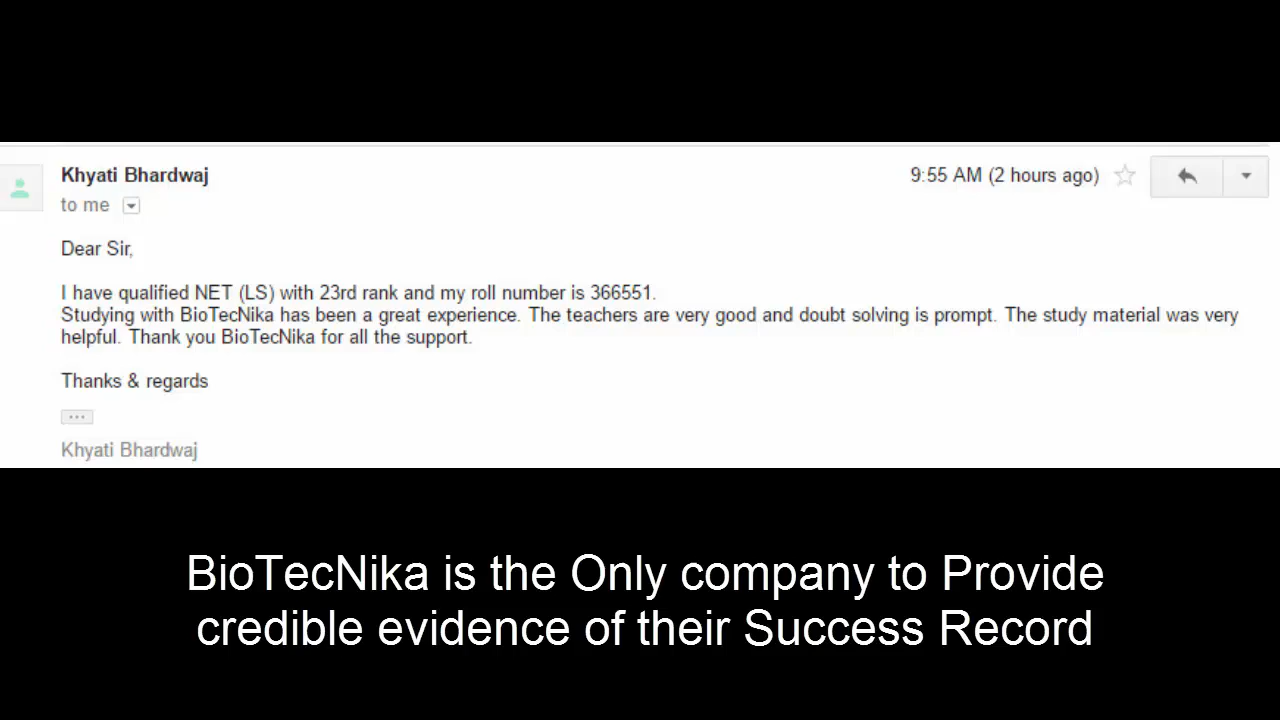 Khyati Bhardwaj
9:55 AM (2 hours ago)
to me
Dear Sir,
I have qualified NET (LS) with 23rd rank and my roll number is 366551.
Studying with BioTecNika has been a great experience. The teachers are very good and doubt solving is prompt. The study material was very
helpful. Thank you BioTecNika for all the support.
Thanks & regards
Khyati Bhardwaj
BioTecNika is the Only company to Provide
credible evidence of their Success Record